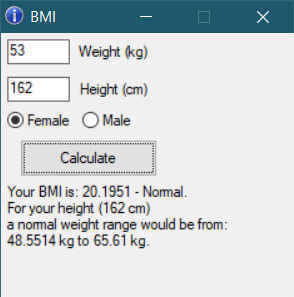 BMI
53 Weight (kg)
162 Height (cm)
Female Male
Calculate
Your BMI is: 20.1951 - Normal.
For your height (162 cm)
a normal weight range would be from:
48.5514 kg to 65.61 kg.